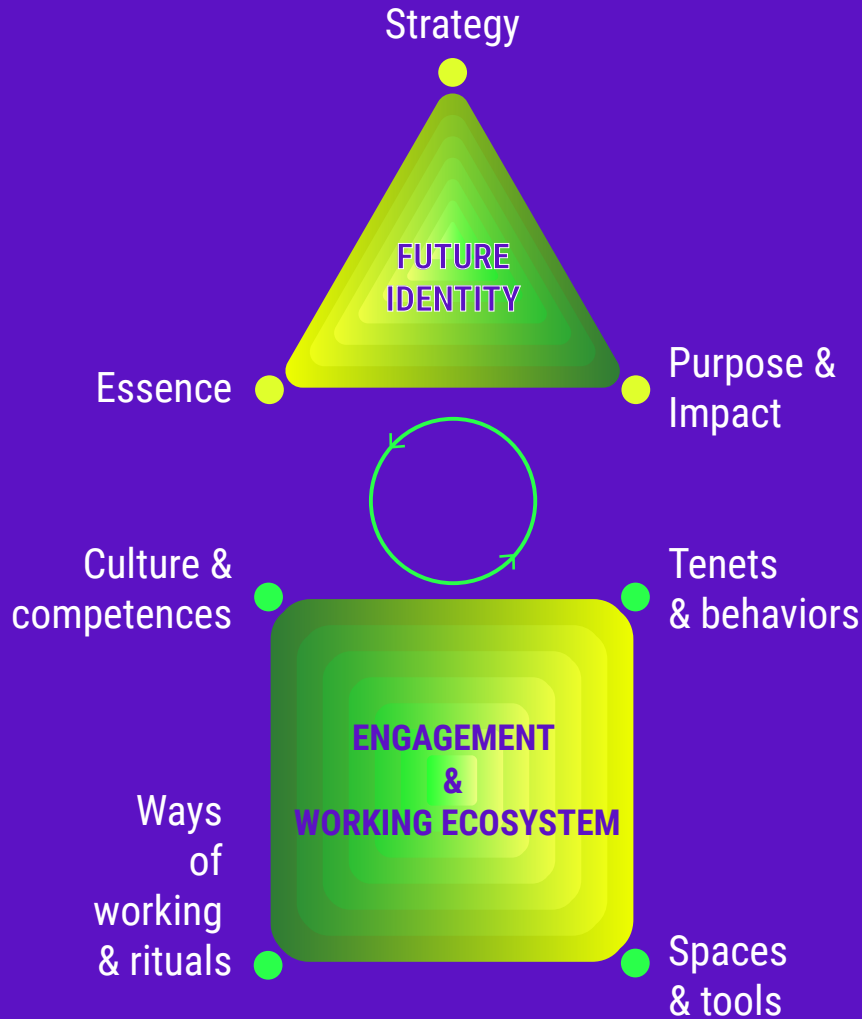 Strategy
FUTURE
IDENTITY
Essence
Purpose &
Impact
Culture &
competences
Tenets
& behaviors
ENGAGEMENT
&
WORKING ECOSYSTEM
Ways
of
working
& rituals
Spaces
& tools